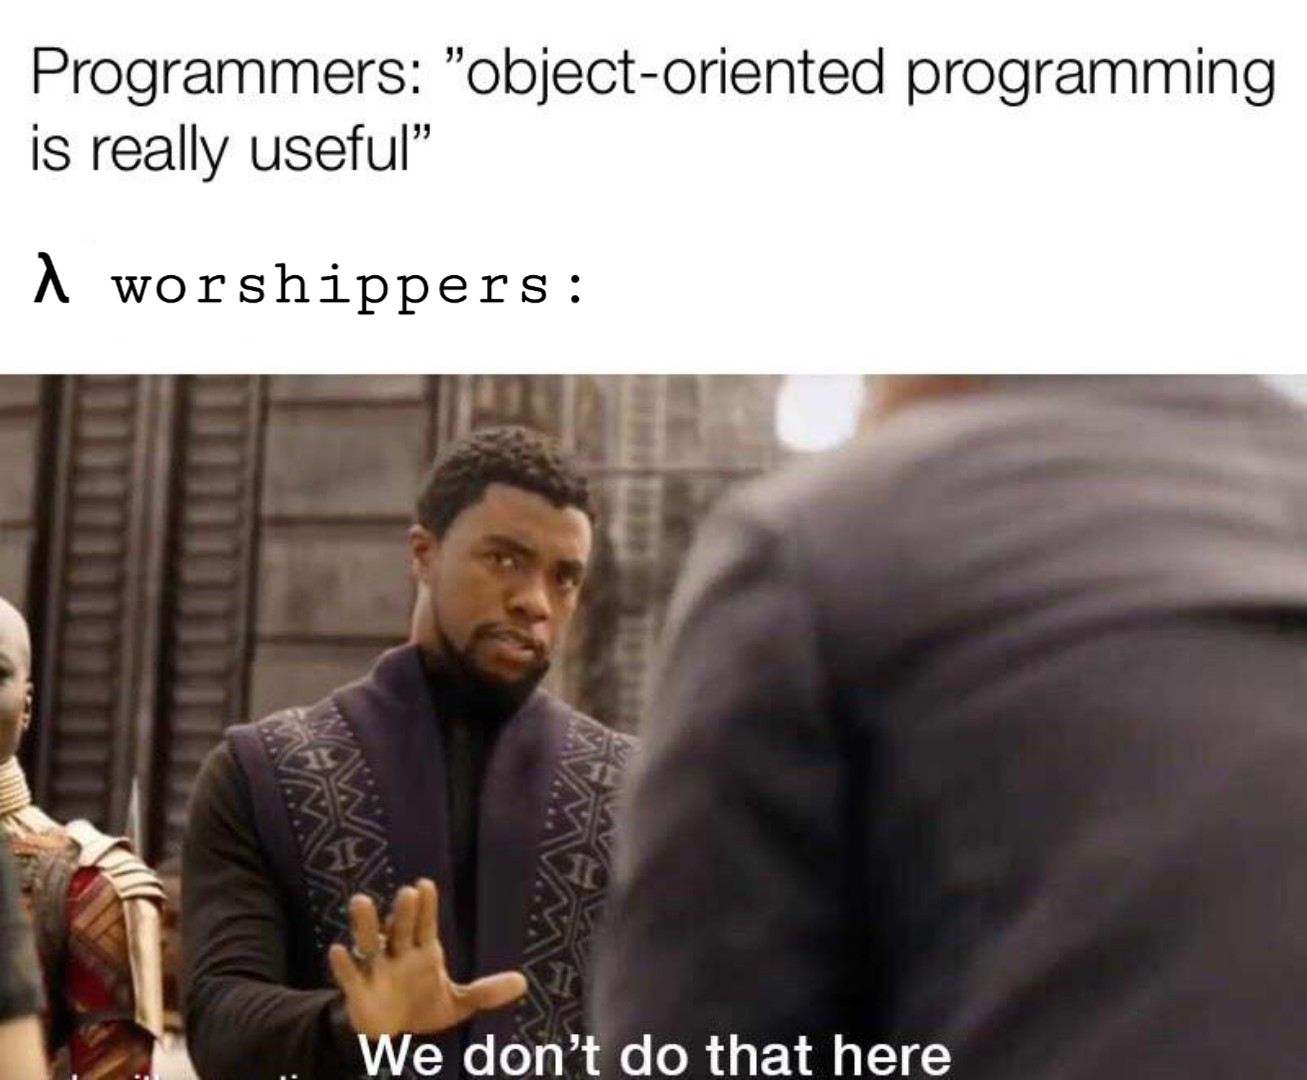 Programmers: ”object-oriented programming
is really useful”
λ worshippers:
We don’t do that here